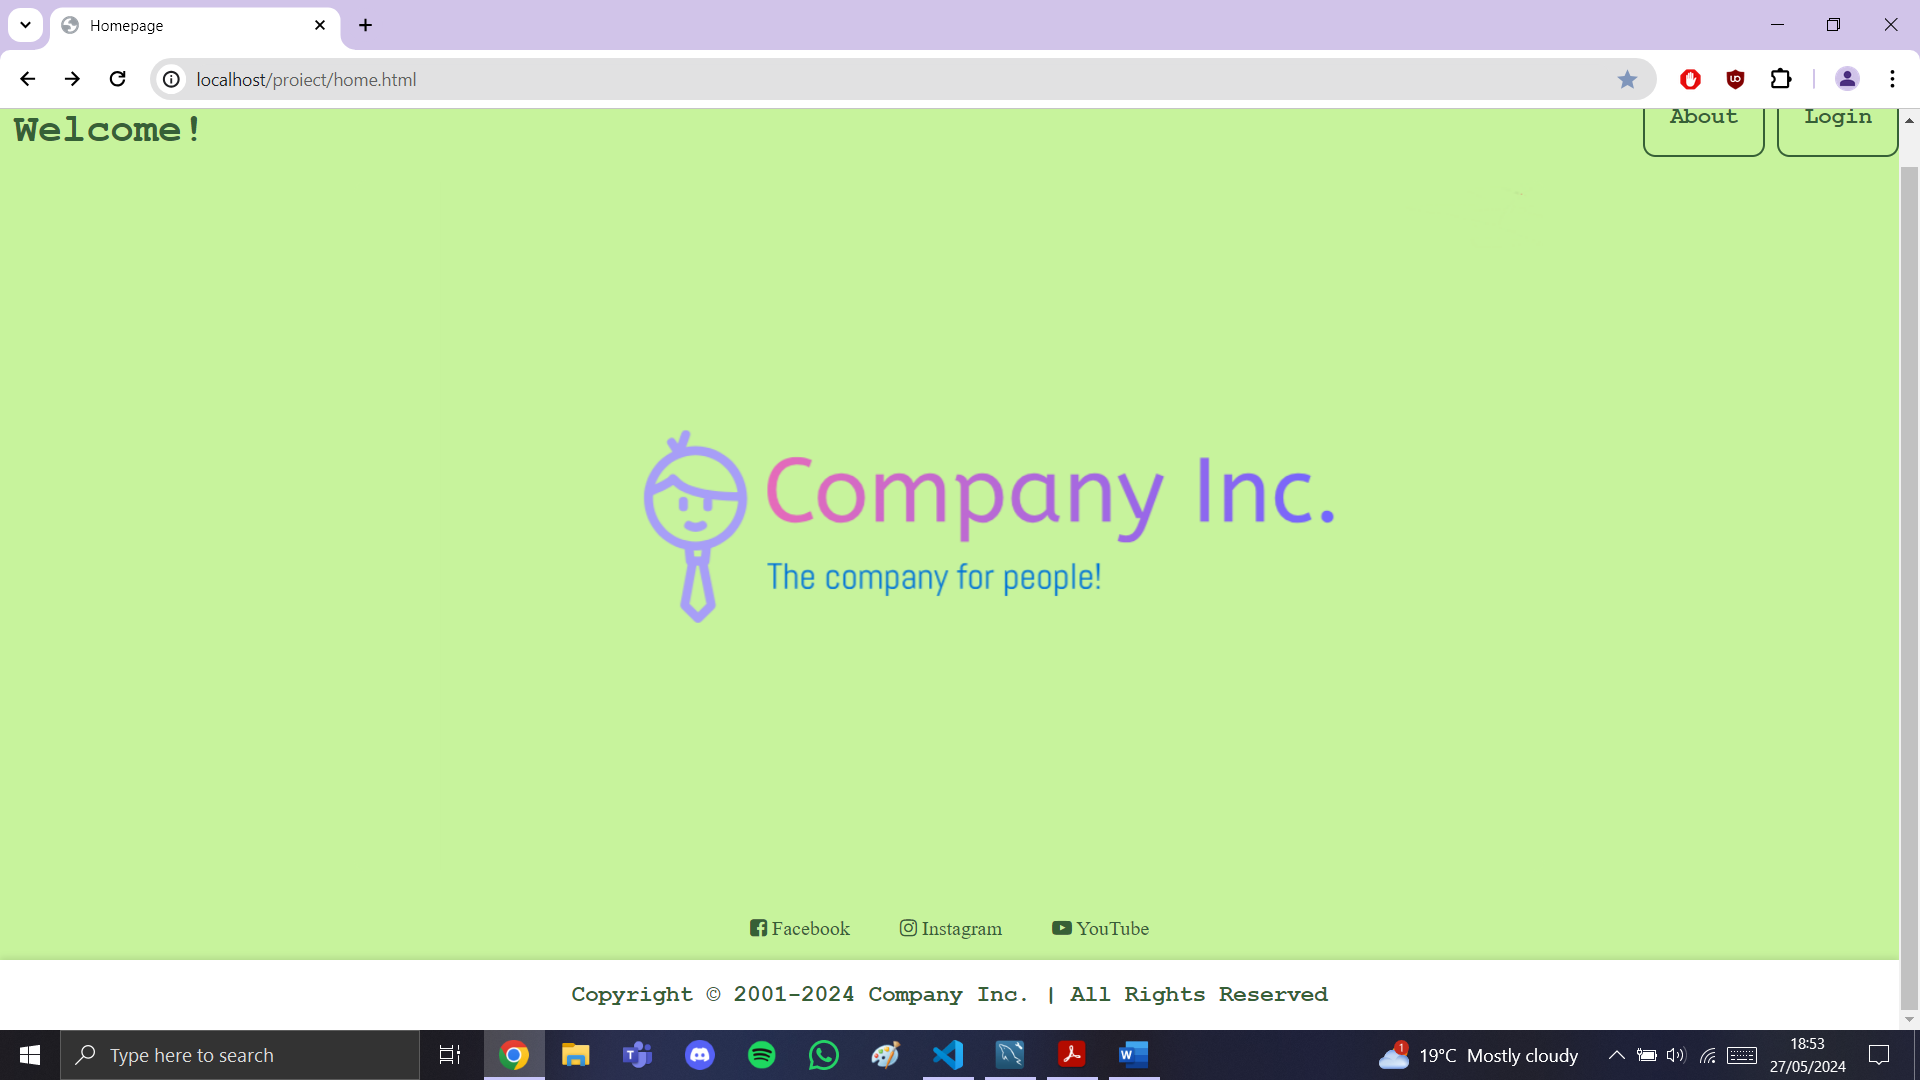 Homepage
localhost/proiect/home.html
Welcome!
About
Login
Company Inc.
The company for people!
Facebook
Instagram
YouTube
Copyright © 2001-2024 Company Inc. | All Rights Reserved
Type here to search
1
19°C Mostly cloudy
18:53
27/05/2024